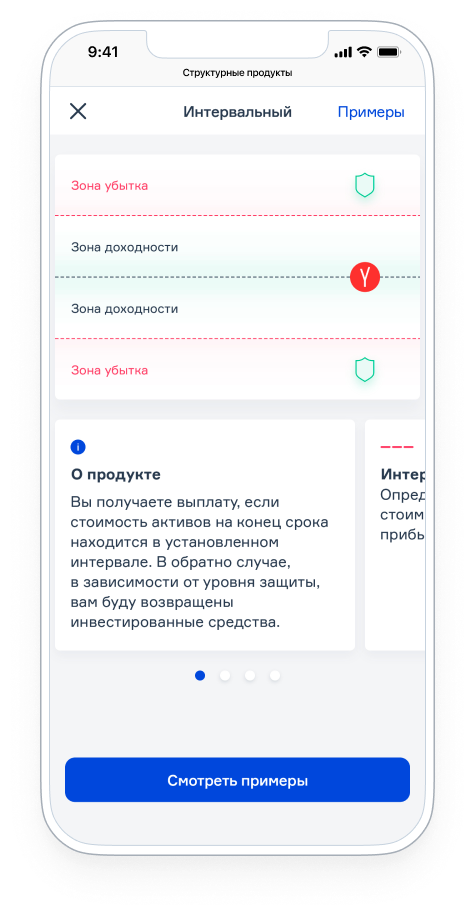 9:41
Структурные продукты
Интервальный Примеры
Зона убытка
Зона доходности
Зона доходности
Зона убытка
О продукте
Вы получаете выплату, если
стоимость активов на конец срока
находится в установленном
интервале. В обратно случае,
в зависимости от уровня защиты,
вам буду возвращены
инвестированные средства.
Интер
Опред
стоим
прибь
Смотреть примеры